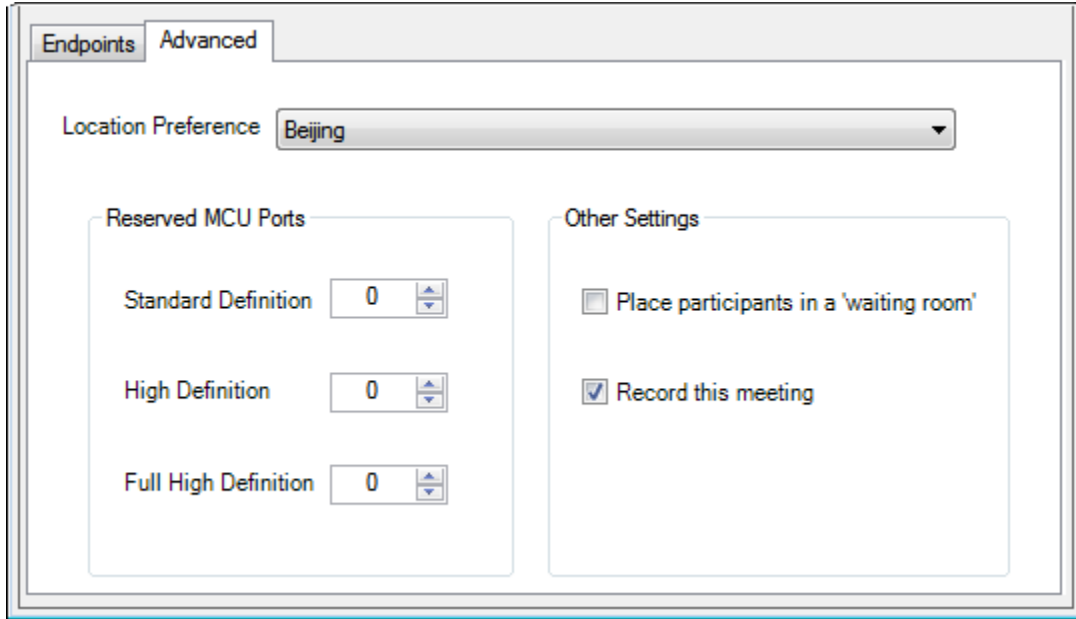 Endpoints Advanced
Location Preference Beijing
Reserved MCU Ports
Standard Definition 0
High Definition 0
Full High Definition 0
Other Settings
Place participants in a 'waiting room'
Record this meeting